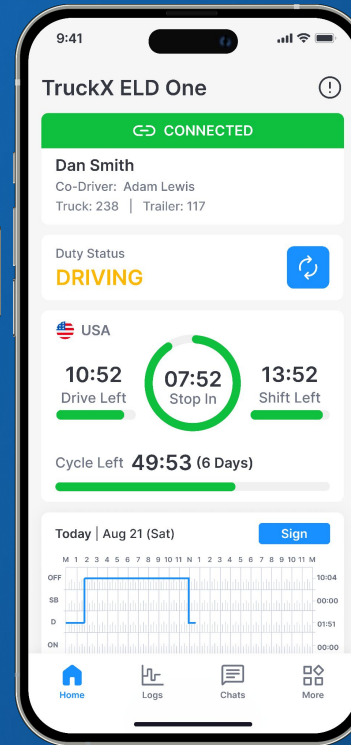 9:41
TruckX ELD One
CONNECTED
Dan Smith
Co-Driver: Adam Lewis
Truck: 238 | Trailer: 117
Duty Status
DRIVING
USA
10:52
Drive Left
07:52
Stop In
13:52
Shift Left
Cycle Left 49:53 (6 Days)
Today | Aug 21 (Sat)
Sign
M 1 2 3 4 5 6 7 8 9 10 11 N 1 2 3 4 5 6 7 8 9 10 11 M
OFF 10:04
SB 00:00
D 01:51
ON 00:00
Home Logs Chats More